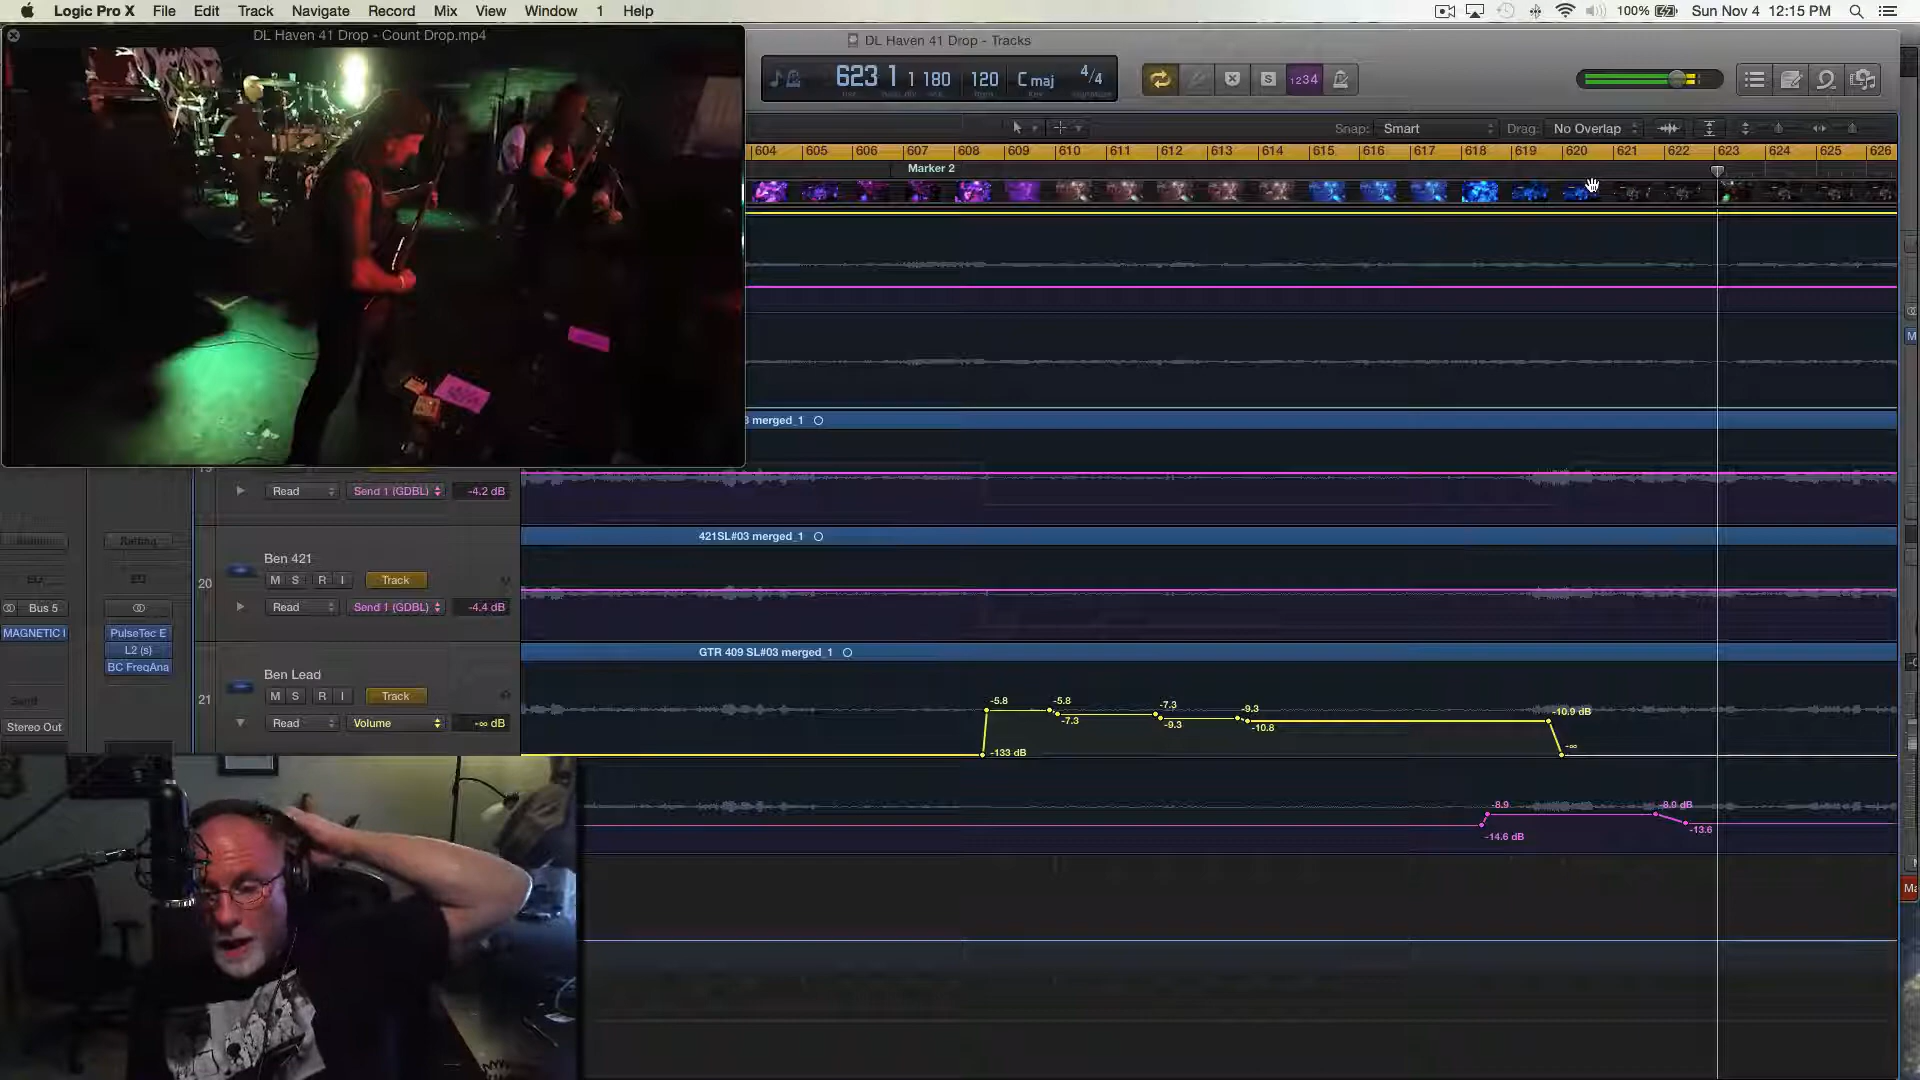 Logic Pro X File Edit Track Navigate Record Mix View Window 1 Help
100% Sun Nov 4 12:15 PM
DL Haven 41 Drop - Count Drop.mp4
DL Haven 41 Drop - Tracks
623 1 1 180 120 C maj 4/4
S 1234
Snap: Smart Drag: No Overlap
604 605 606 607 608 609 610 611 612 613 614 615 616 617 618 619 620 621 622 623 624 625 626
Marker 2
3 merged_1
Read Send 1 (GDBL) -4.2 dB
421SL#03 merged_1
Ben 421
20
M S R I Track
Read Send 1 (GDBL) -4.4 dB
Bus 5
MAGNETIC I
PulseTec E
L2 (s)
BC FreqAna
Stereo Out
GTR 409 SL#03 merged_1
Ben Lead
21
M S R I Track
Read Volume -∞ dB
-5.8 -5.8 -7.3 -9.3 -10.9 dB
-7.3 -9.3 -10.8
-133 dB -∞
-8.9 -8.9 dB
-14.6 dB -13.6